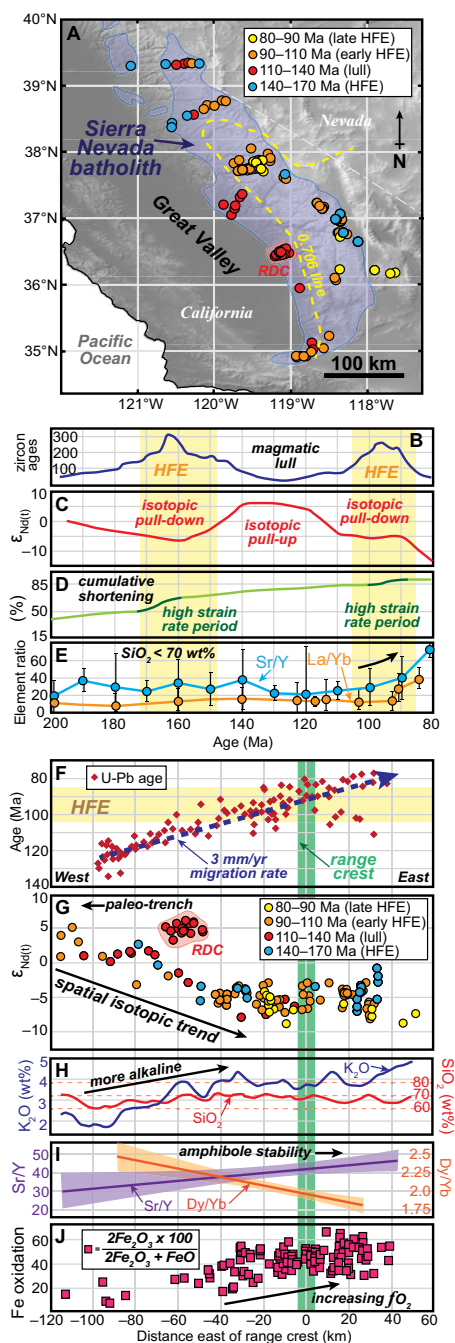 40°N
A
80–90 Ma (late HFE)
90–110 Ma (early HFE)
110–140 Ma (lull)
140–170 Ma (HFE)
39°N
Sierra
Nevada
batholith
Nevada
N
38°N
37°N
Great Valley
0.706 line
RDC
36°N
California
Pacific
Ocean
35°N
100 km
121°W
120°W
119°W
118°W
zircon
ages
300
200
100
B
HFE
magmatic
lull
HFE
C
εNd(t)
10
0
−10
isotopic
pull-down
isotopic
pull-up
isotopic
pull-down
D
(%)
85
50
15
cumulative
shortening
high strain
rate period
high strain
rate period
E
Element ratio
60
40
20
0
SiO2 < 70 wt%
Sr/Y
La/Yb
200
180
160
140
120
100
80
Age (Ma)
F
U-Pb age
Age (Ma)
80
100
120
140
HFE
3 mm/yr
migration rate
range
crest
West
East
G
paleo-trench
80–90 Ma (late HFE)
90–110 Ma (early HFE)
110–140 Ma (lull)
140–170 Ma (HFE)
εNd(t)
10
5
0
−5
−10
RDC
spatial isotopic trend
H
K2O (wt%)
5
4
3
2
more alkaline
K2O
SiO2
80
70
60
SiO2 (wt%)
I
Sr/Y
50
40
30
20
amphibole stability
Sr/Y
Dy/Yb
2.5
2.25
2.0
1.75
Dy/Yb
J
Fe oxidation
60
40
20
0
= 2Fe2O3 x 100
2Fe2O3 + FeO
increasing fO2
−120
−100
−80
−60
−40
−20
0
20
40
60
Distance east of range crest (km)